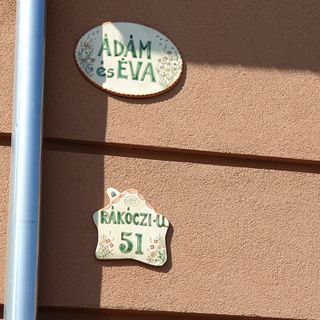 ÁDÁM
és ÉVA
RÁKÓCZI-U
51